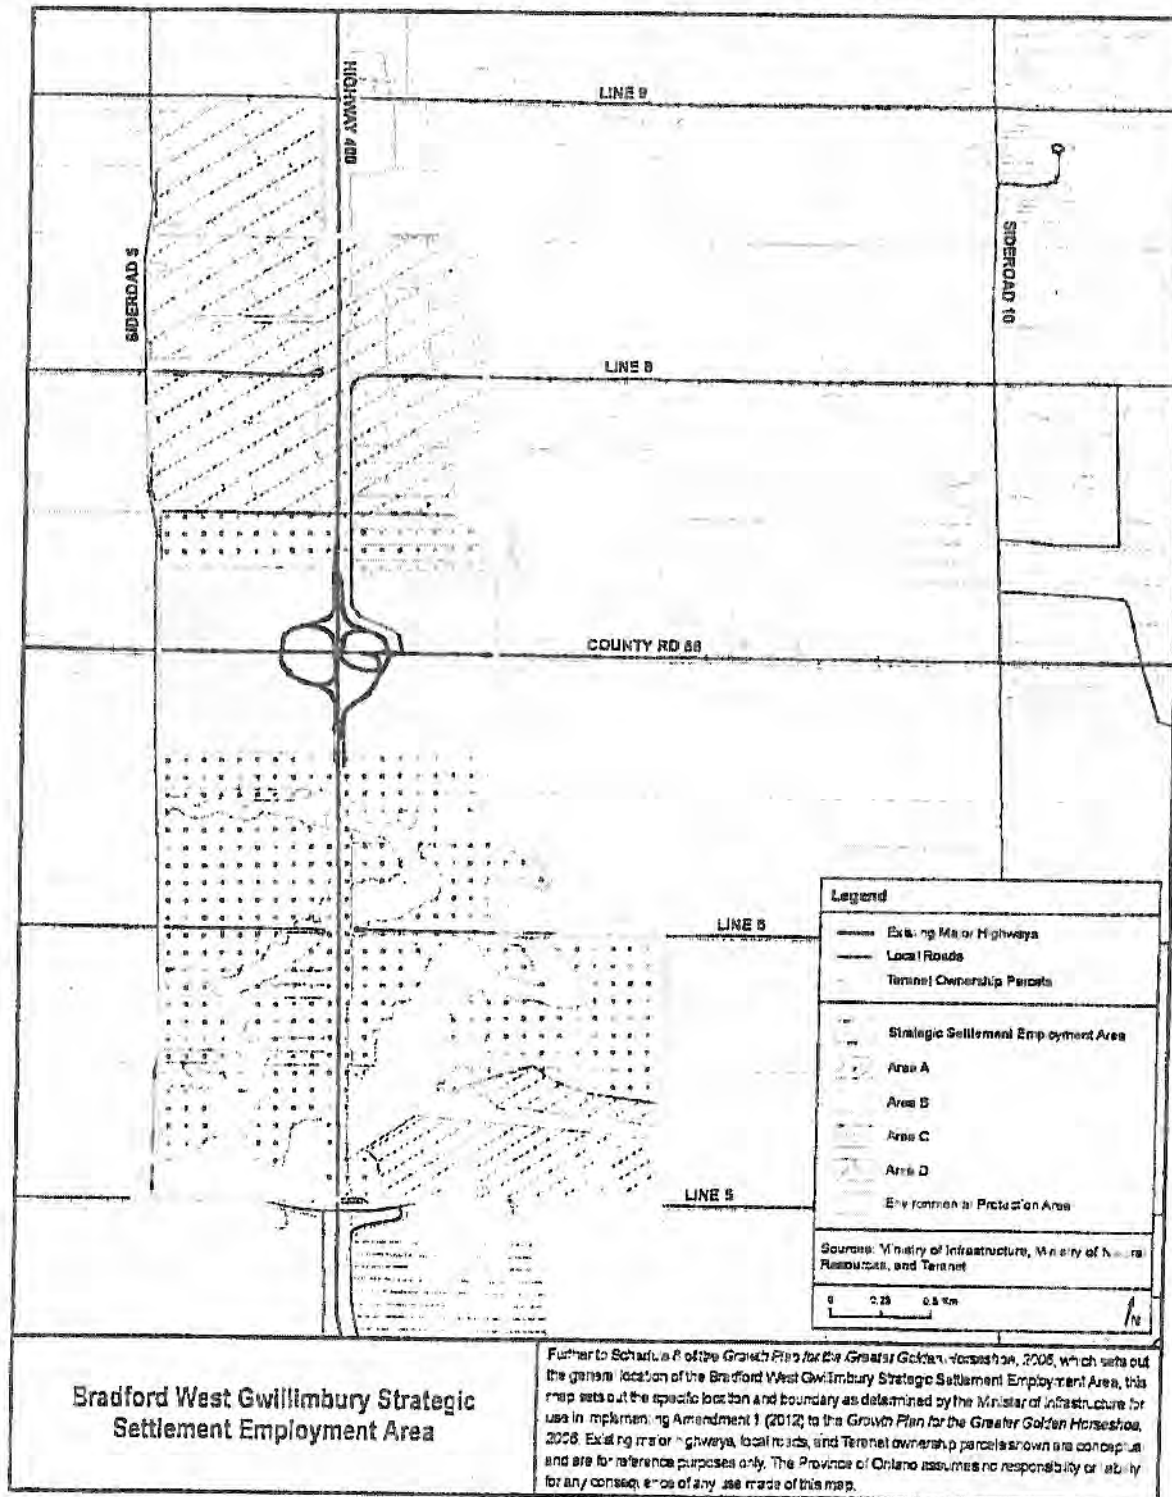 HIGHWAY 400
LINE 9
SIDEROAD 5
SIDEROAD 10
LINE 8
COUNTY RD 88
LINE 6
LINE 5
Legend
Existing Major Highways
Local Roads
Teranet Ownership Parcels
Strategic Settlement Employment Area
Area A
Area B
Area C
Area D
Environmental Protection Area
Sources: Ministry of Infrastructure, Ministry of Natural
Resources, and Teranet
0 0.25 0.5 Km
N
Bradford West Gwillimbury Strategic
Settlement Employment Area
Further to Schedule 8 of the Growth Plan for the Greater Golden Horseshoe, 2006, which sets out
the general location of the Bradford West Gwillimbury Strategic Settlement Employment Area, this
map sets out the specific location and boundary as determined by the Minister of Infrastructure for
use in implementing Amendment 1 (2012) to the Growth Plan for the Greater Golden Horseshoe,
2006. Existing major highways, local roads, and Teranet ownership parcels shown are conceptual
and are for reference purposes only. The Province of Ontario assumes no responsibility or liability
for any consequence of any use made of this map.